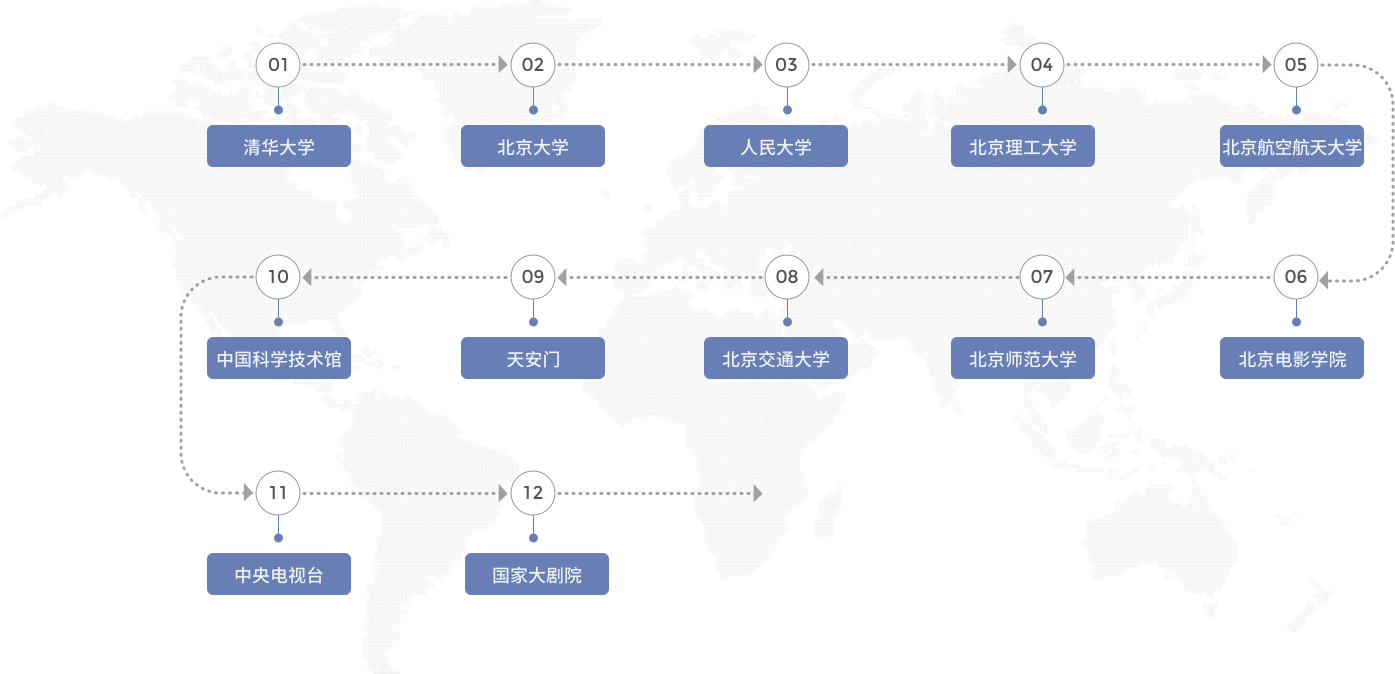 01
02
03
04
05
清华大学
北京大学
人民大学
北京理工大学
北京航空航天大学
10
09
08
07
06
中国科学技术馆
天安门
北京交通大学
北京师范大学
北京电影学院
11
12
中央电视台
国家大剧院